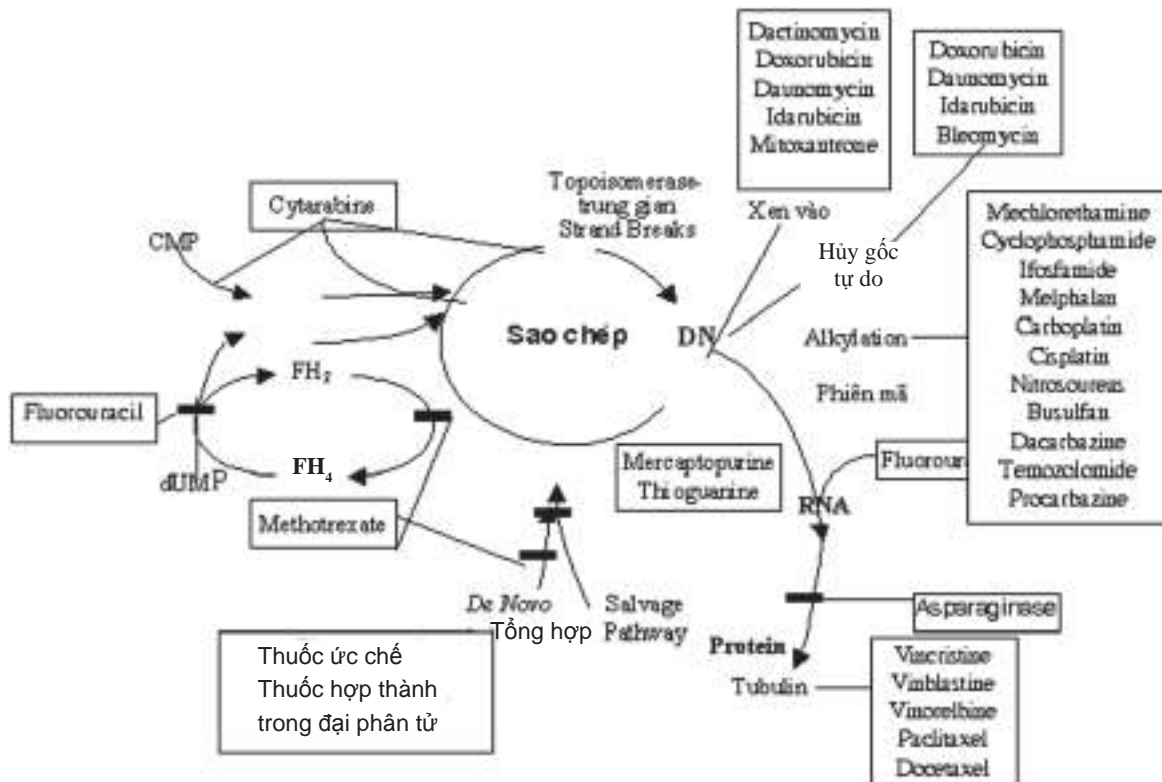 Dactinomycin
Doxorubicin
Daunomycin
Idarubicin
Mitoxantrone
Doxorubicin
Daunomycin
Idarubicin
Bleomycin
Cytarabine
CMP
Topoisomerase-
trung gian
Strand Breaks
Xen vào
Hủy gốc
tự do
Mechlorethamine
Cyclophosphamide
Ifosfamide
Melphalan
Carboplatin
Cisplatin
Nitrosoureas
Busulfan
Dacarbazine
Temozolomide
Procarbazine
Sao chép
DN
Alkylation
Phiên mã
FH₂
Fluorouracil
FH₄
dUMP
Methotrexate
Mercaptopurine
Thioguanine
Fluorour
RNA
De Novo
Tổng hợp
Salvage
Pathway
Asparaginase
Protein
Tubulin
Vincristine
Vinblastine
Vinorelbine
Paclitaxel
Docetaxel
Thuốc ức chế
Thuốc hợp thành
trong đại phân tử